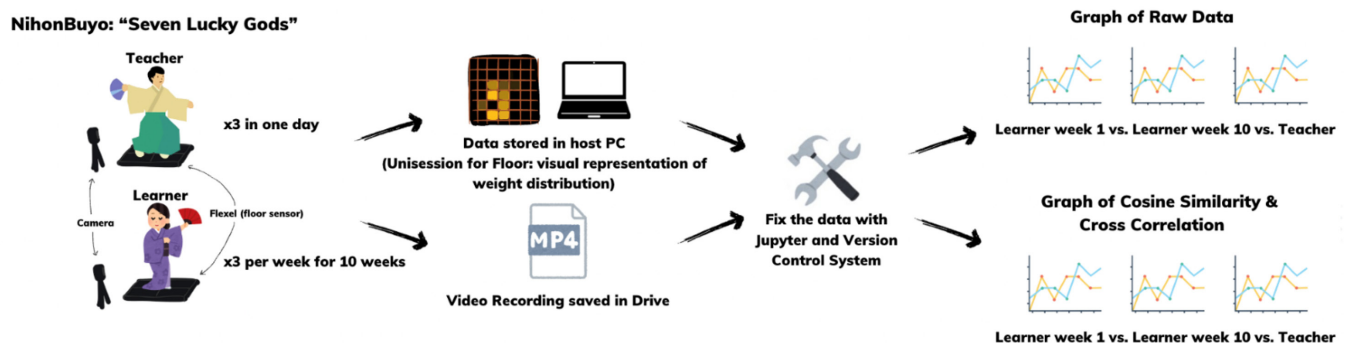 NihonBuyo: “Seven Lucky Gods”
Teacher
x3 in one day
Learner
Camera
Flexel (floor sensor)
x3 per week for 10 weeks
Data stored in host PC
(Unisession for Floor: visual representation of
weight distribution)
MP4
Video Recording saved in Drive
Fix the data with
Jupyter and Version
Control System
Graph of Raw Data
Learner week 1 vs. Learner week 10 vs. Teacher
Graph of Cosine Similarity &
Cross Correlation
Learner week 1 vs. Learner week 10 vs. Teacher